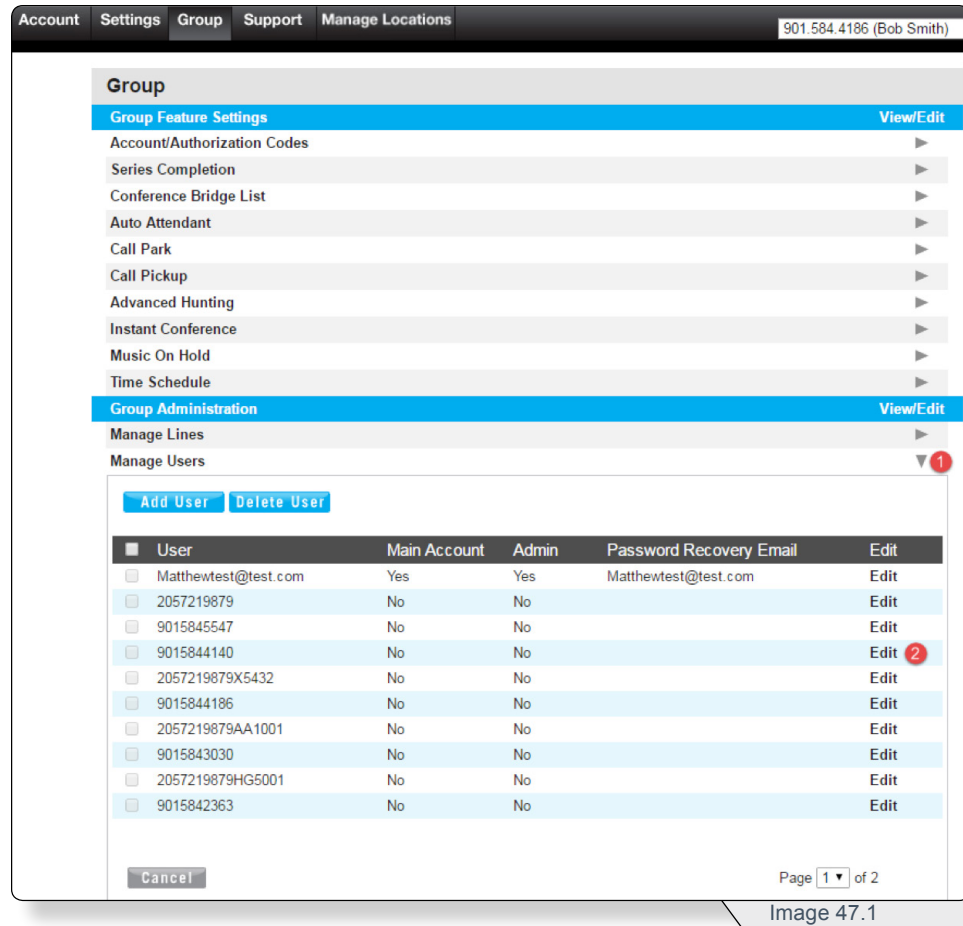 Account Settings Group Support Manage Locations
901.584.4186 (Bob Smith)
Group
Group Feature Settings View/Edit
Account/Authorization Codes
Series Completion
Conference Bridge List
Auto Attendant
Call Park
Call Pickup
Advanced Hunting
Instant Conference
Music On Hold
Time Schedule
Group Administration View/Edit
Manage Lines
Manage Users 1
Add User Delete User
User Main Account Admin Password Recovery Email Edit
Matthewtest@test.com Yes Yes Matthewtest@test.com Edit
2057219879 No No Edit
9015845547 No No Edit
9015844140 No No Edit 2
2057219879X5432 No No Edit
9015844186 No No Edit
2057219879AA1001 No No Edit
9015843030 No No Edit
2057219879HG5001 No No Edit
9015842363 No No Edit
Cancel Page 1 of 2
Image 47.1